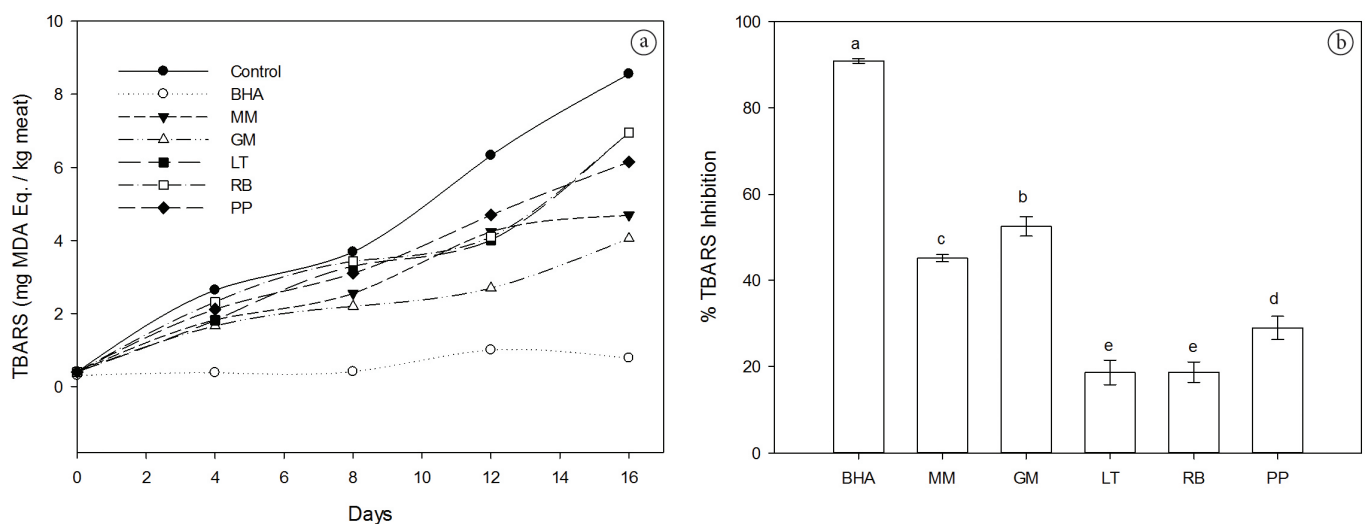 a
10
8
6
4
2
0
TBARS (mg MDA Eq. / kg meat)
Control
BHA
MM
GM
LT
RB
PP
0 2 4 6 8 10 12 14 16
Days
b
100
80
60
40
20
0
% TBARS Inhibition
a
b
c
d
e e
BHA MM GM LT RB PP